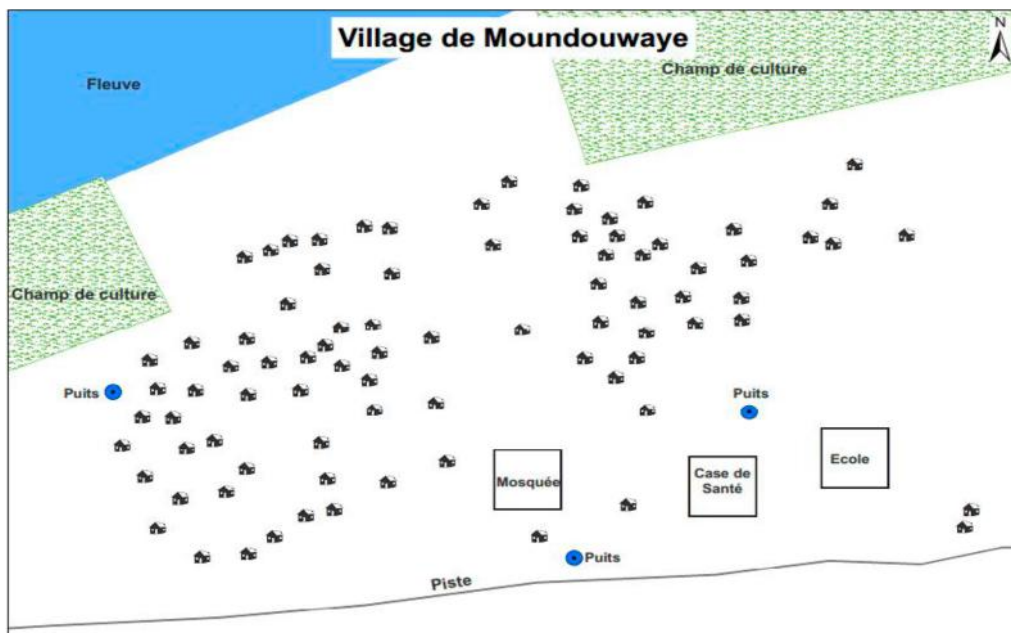 Village de Moundouwaye
N
Fleuve
Champ de culture
Champ de culture
Puits
Puits
Ecole
Mosquée
Case de
Santé
Puits
Piste